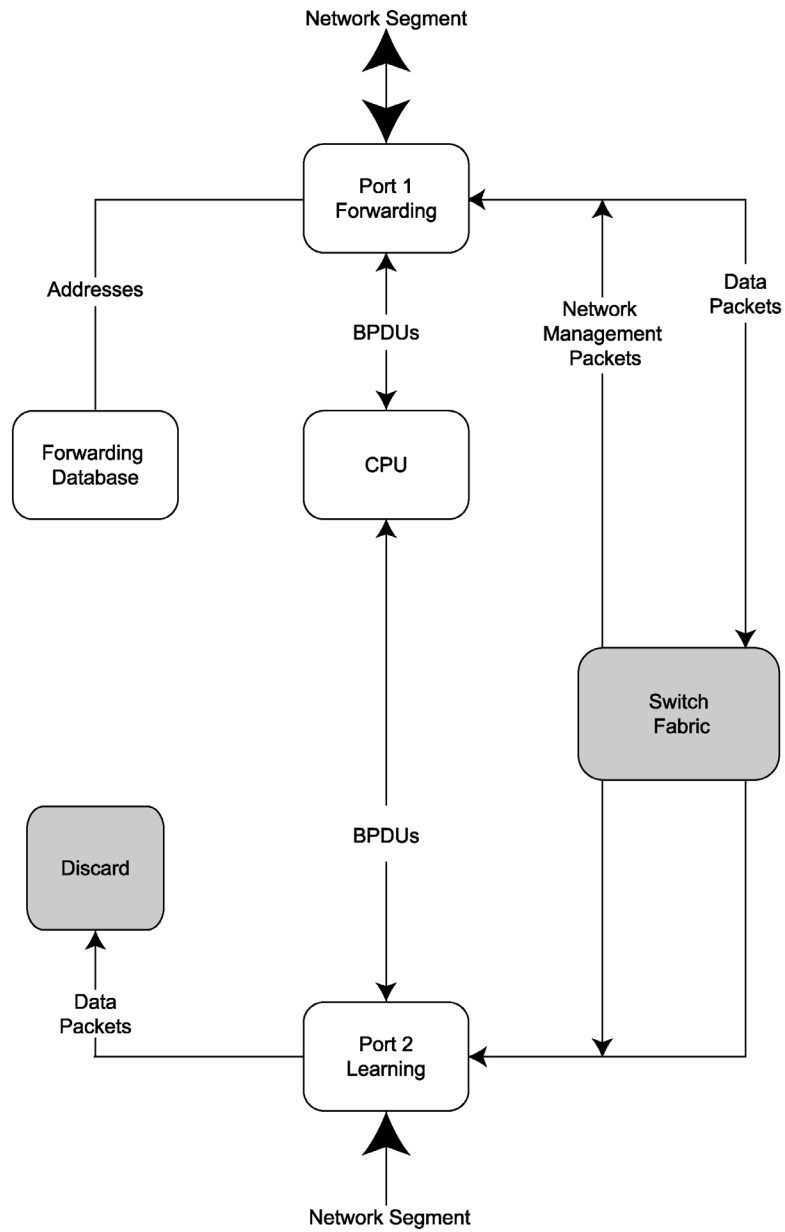 Network Segment
Port 1
Forwarding
Addresses
Data
Packets
Network
Management
Packets
BPDUs
Forwarding
Database
CPU
Switch
Fabric
BPDUs
Discard
Data
Packets
Port 2
Learning
Network Segment